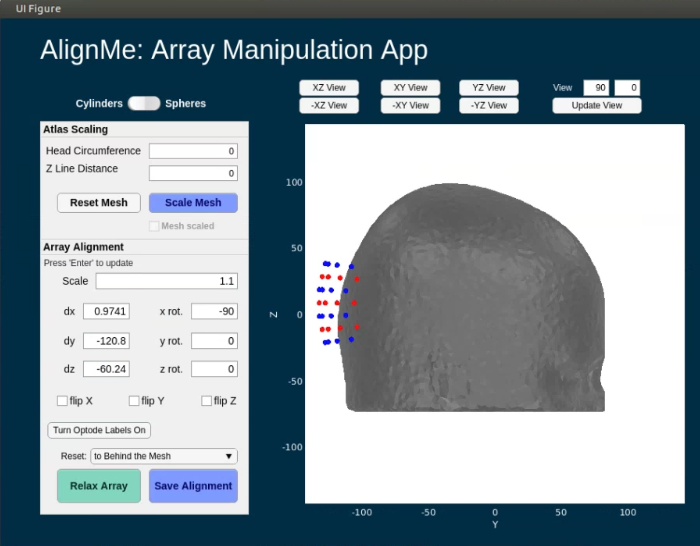 UI Figure
AlignMe: Array Manipulation App
Cylinders Spheres
XZ View XY View YZ View View 90 0
-XZ View -XY View -YZ View Update View
Atlas Scaling
Head Circumference 0
Z Line Distance 0
Reset Mesh Scale Mesh
Mesh scaled
Array Alignment
Press 'Enter' to update
Scale 1.1
dx 0.9741 x rot. -90
dy -120.8 y rot. 0
dz -60.24 z rot. 0
flip X flip Y flip Z
Turn Optode Labels On
Reset: to Behind the Mesh
Relax Array Save Alignment
100
50
0
-50
-100
Z
-100 -50 0 50 100
Y